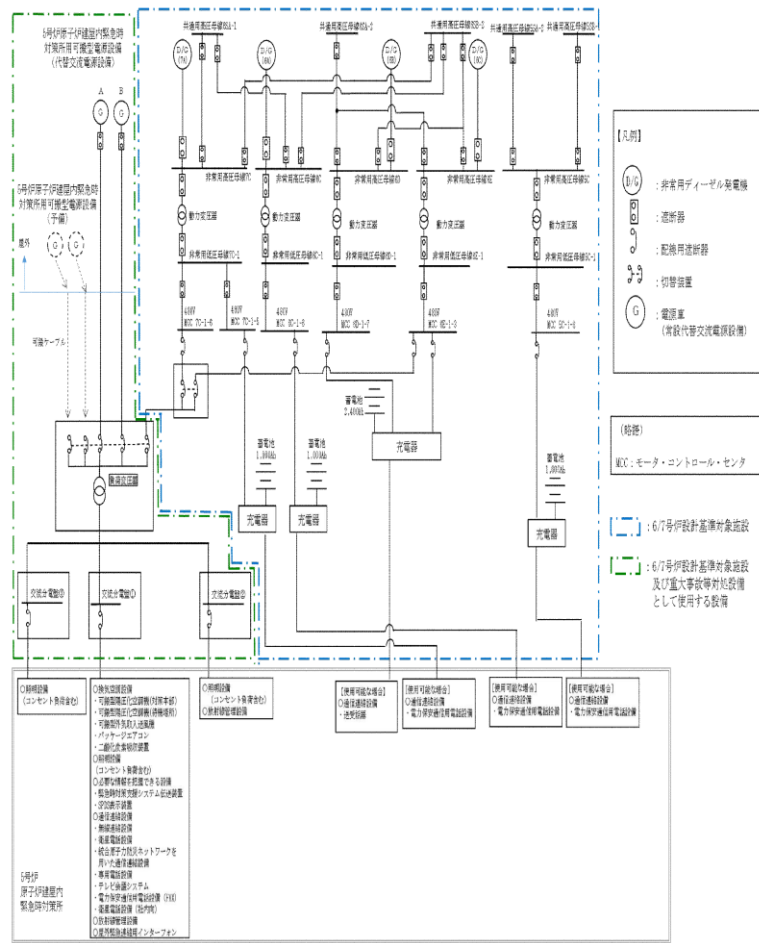 5号炉原子炉建屋内緊急時
対策所用可搬型電源設備
(代替交流電源設備)
A
B
G
G
5号炉原子炉建屋内緊急時
対策所用可搬型電源設備
(予備)
G
G
屋外
可搬ケーブル
D/G
D/G
D/G
D/G
非常用高圧母線7C
非常用高圧母線6C
非常用高圧母線6D
非常用高圧母線6E
非常用高圧母線5C
動力変圧器
動力変圧器
動力変圧器
動力変圧器
動力変圧器
非常用低圧母線7C-1
非常用低圧母線6C-1
非常用低圧母線6D-1
非常用低圧母線6E-1
非常用低圧母線5C-1
480V
MCC 7C-1-6
480V
MCC 7C-1-5
480V
480V
MCC 6D-1-7
480V
480V
蓄電池
2,400Ah
充電器
蓄電池
1,000Ah
充電器
蓄電池
1,000Ah
充電器
蓄電池
充電器
交流分電盤①
交流分電盤②
【凡例】
D/G
:非常用ディーゼル発電機
:遮断器
:配線用遮断器
:切替装置
G
:電源車
(常設代替交流電源設備)
(略語)
MCC:モータ・コントロール・センタ
:6/7号炉設計基準対象施設
:6/7号炉設計基準対象施設
及び重大事故等対処設備
として使用する設備
○照明設備
(コンセント負荷含む)
○換気空調設備
・可搬型陽圧化空調機(対策本部)
・可搬型陽圧化空調機(待機場所)
・可搬型外気取入送風機
・パッケージエアコン
・二酸化炭素吸収装置
○照明設備
(コンセント負荷含む)
○必要な情報を把握できる設備
・緊急時対策支援システム伝送装置
・SPDS表示装置
○通信連絡設備
・無線連絡設備
・衛星電話設備
・統合原子力防災ネットワークを
用いた通信連絡設備
・専用電話設備
・テレビ会議システム
・電力保安通信用電話設備(FAX)
・衛星電話設備(社内向)
○放射線管理設備
○屋外緊急連絡用インターフォン
○照明設備
(コンセント負荷含む)
○放射線管理設備
【使用可能な場合】
○通信連絡設備
・送受話器
【使用可能な場合】
○通信連絡設備
・電力保安通信用電話設備
【使用可能な場合】
○通信連絡設備
・電力保安通信用電話設備
【使用可能な場合】
○通信連絡設備
・電力保安通信用電話設備
5号炉
原子炉建屋内
緊急時対策所